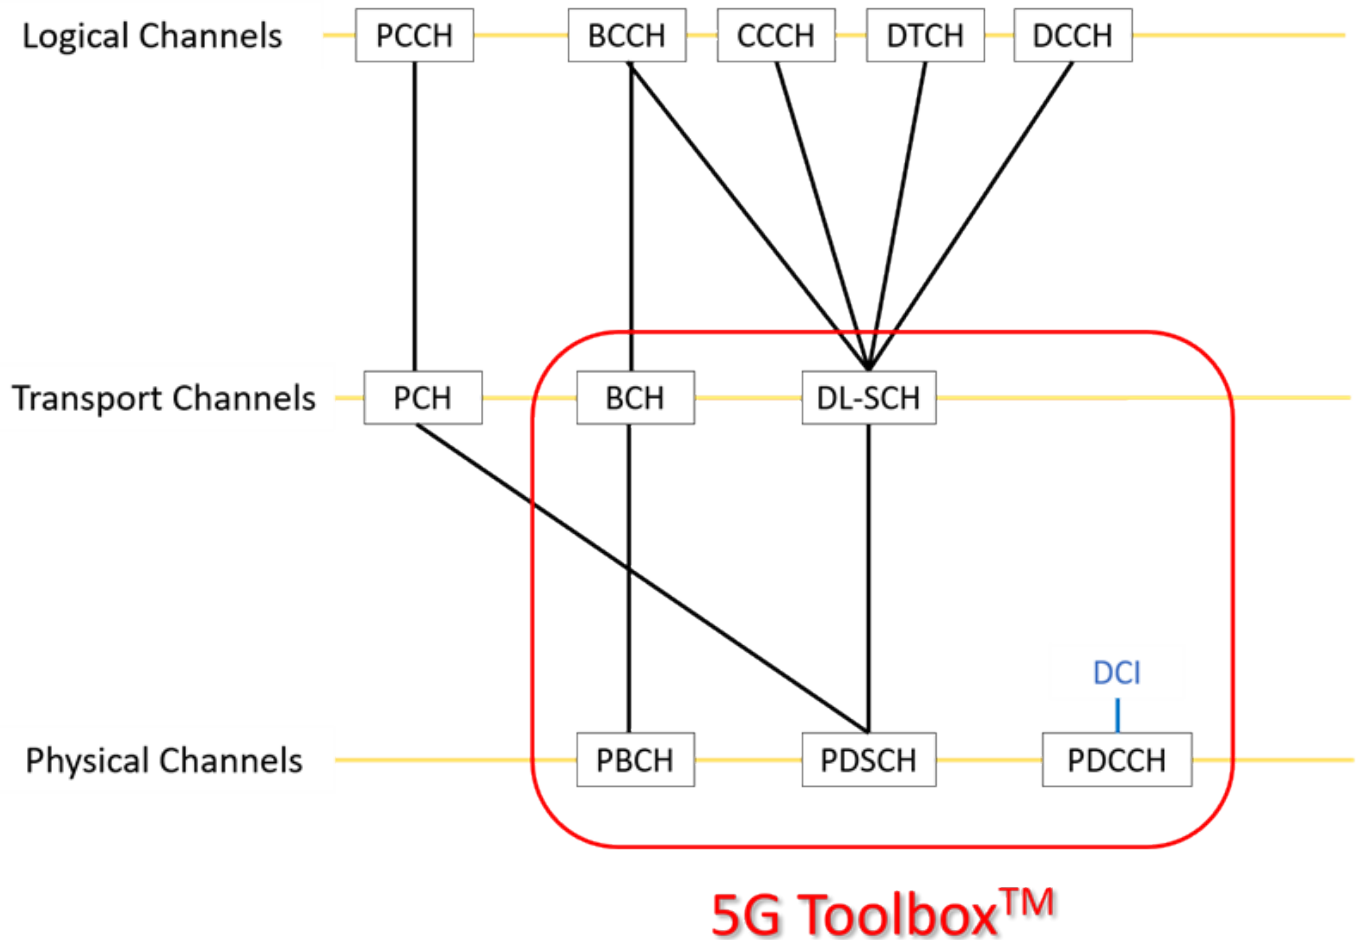 Logical Channels PCCH BCCH CCCH DTCH DCCH
Transport Channels PCH BCH DL-SCH
DCI
Physical Channels PBCH PDSCH PDCCH
5G Toolbox™